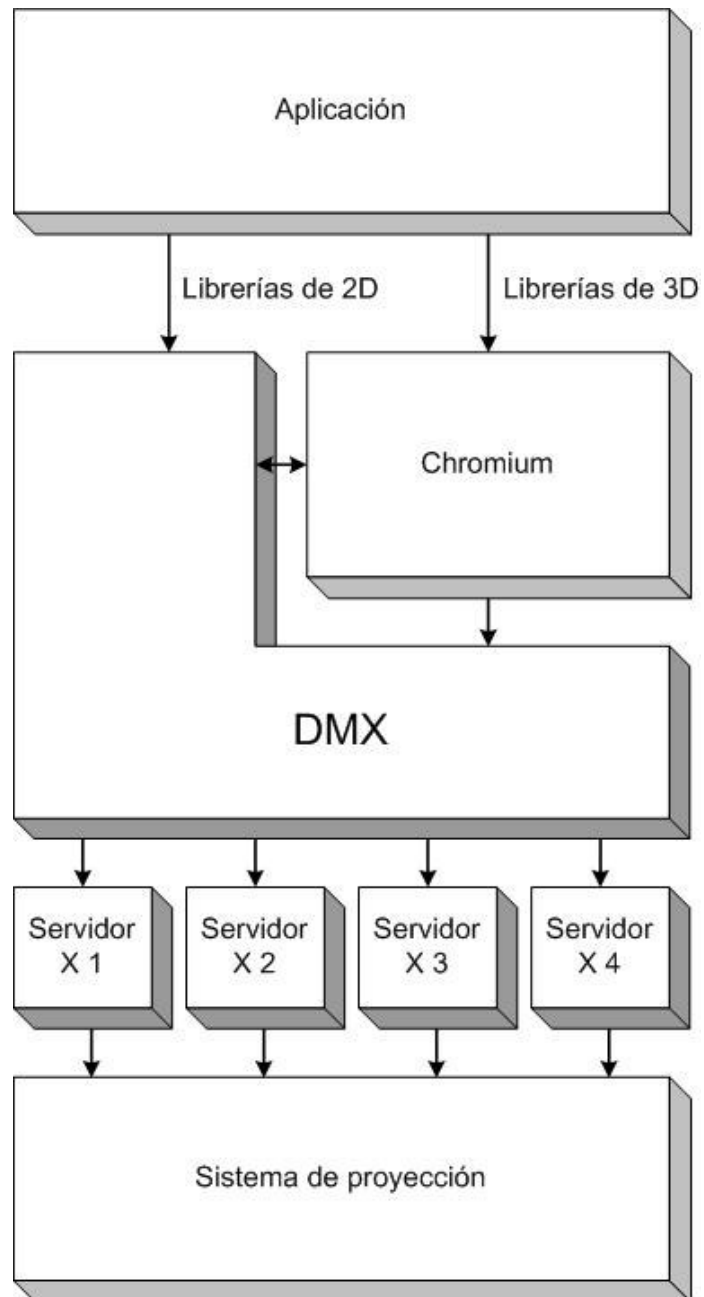 Aplicación
Librerías de 2D
Librerías de 3D
Chromium
DMX
Servidor
X 1
Servidor
X 2
Servidor
X 3
Servidor
X 4
Sistema de proyección